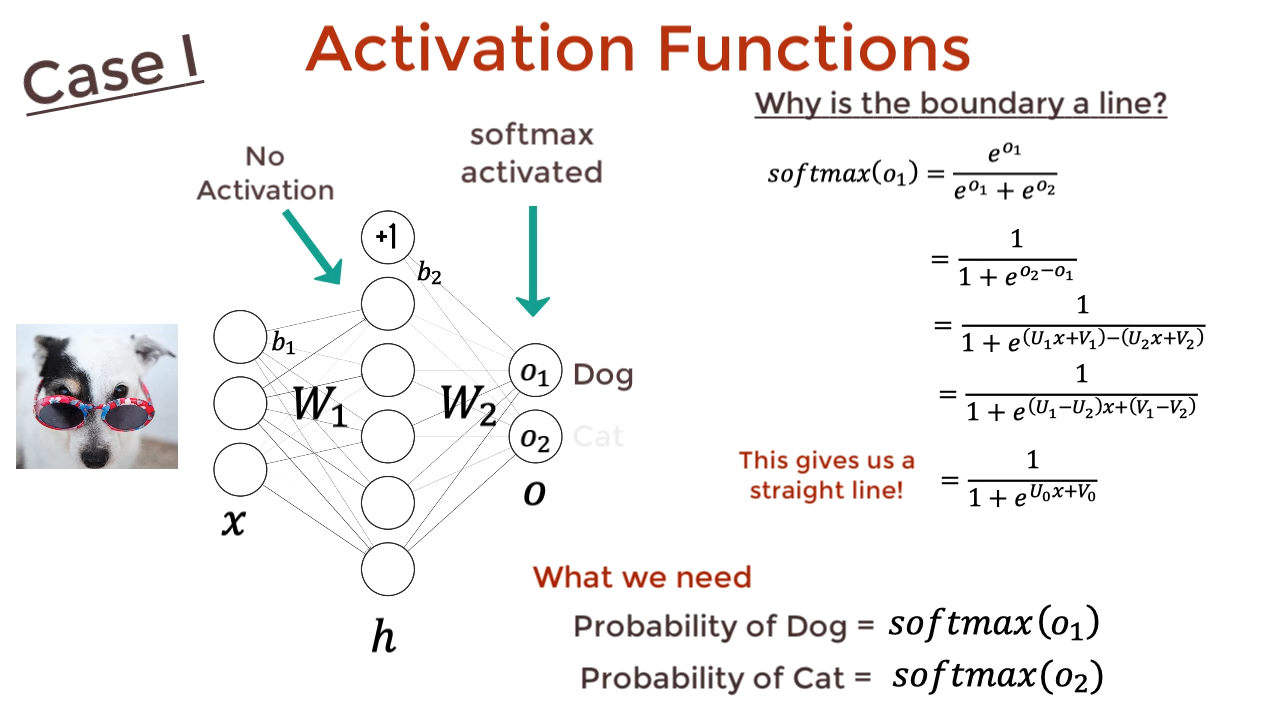 Case I
Activation Functions
Why is the boundary a line?
No
Activation
softmax
activated
softmax(o₁) = e^{o₁} / (e^{o₁} + e^{o₂})
= 1 / (1 + e^{o₂−o₁})
= 1 / (1 + e^{(U₁x+V₁)−(U₂x+V₂)})
= 1 / (1 + e^{(U₁−U₂)x+(V₁−V₂)})
This gives us a
straight line!
= 1 / (1 + e^{U₀x+V₀})
+1
b₂
b₁
W₁
W₂
o₁
Dog
o₂
Cat
x
o
h
What we need
Probability of Dog = softmax(o₁)
Probability of Cat = softmax(o₂)